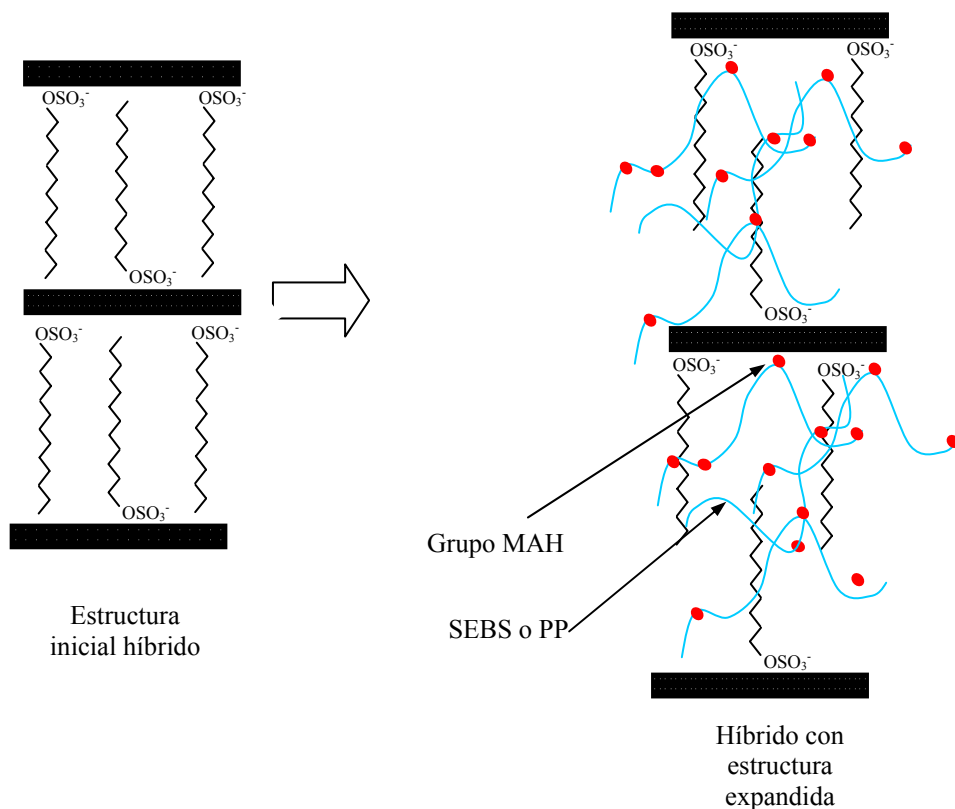 OSO₃⁻
OSO₃⁻
OSO₃⁻
OSO₃⁻
OSO₃⁻
OSO₃⁻
Estructura
inicial híbrido
OSO₃⁻
OSO₃⁻
OSO₃⁻
OSO₃⁻
OSO₃⁻
Grupo MAH
SEBS o PP
OSO₃⁻
Híbrido con
estructura
expandida